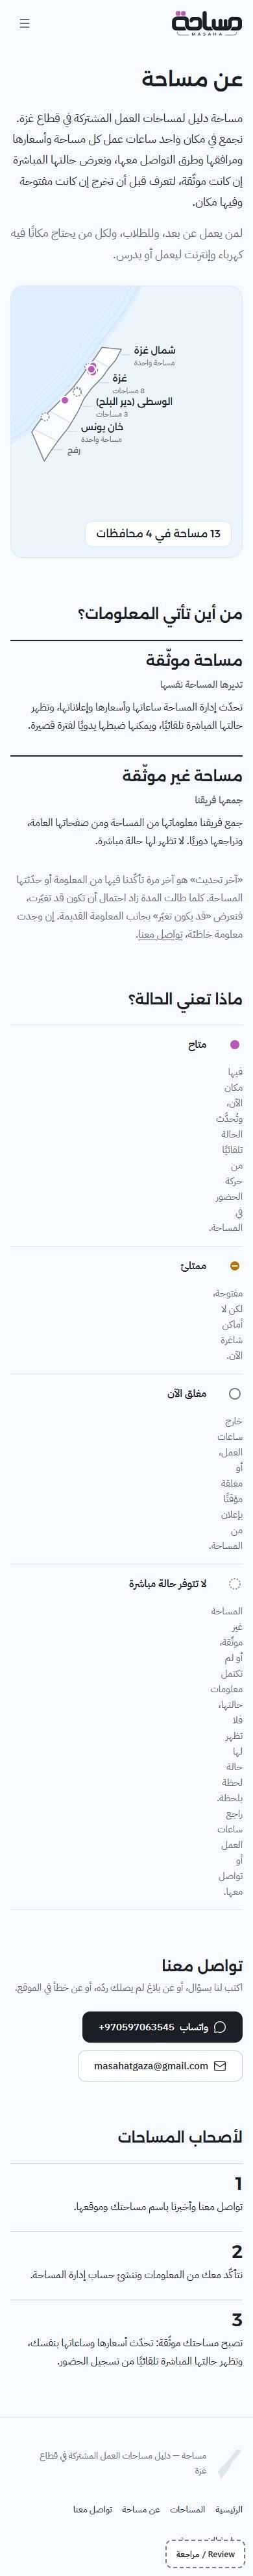 مساحة
MASAHA
عن مساحة
مساحة دليل لمساحات العمل المشتركة في قطاع غزة.
نجمع في مكان واحد ساعات عمل كل مساحة وأسعارها
ومرافقها وطرق التواصل معها، ونعرض حالتها المباشرة
إن كانت موثّقة، لتعرف قبل أن تخرج إن كانت مفتوحة
وفيها مكان.
لمن يعمل عن بعد، وللطلاب، ولكل من يحتاج مكانًا فيه
كهرباء وإنترنت ليعمل أو يدرس.
شمال غزة
مساحة واحدة
غزة
8 مساحات
الوسطى (دير البلح)
3 مساحات
خان يونس
مساحة واحدة
رفح
13 مساحة في 4 محافظات
من أين تأتي المعلومات؟
مساحة موثّقة
تديرها المساحة نفسها
تحدّث إدارة المساحة ساعاتها وأسعارها وإعلاناتها، وتظهر
حالتها المباشرة تلقائيًا، ويمكنها ضبطها يدويًا لفترة قصيرة.
مساحة غير موثّقة
جمعها فريقنا
جمع فريقنا معلوماتها من المساحة ومن صفحاتها العامة،
ونراجعها دوريًا. لا تظهر لها حالة مباشرة.
«آخر تحديث» هو آخر مرة تأكّدنا فيها من المعلومة أو حدّثتها
المساحة. كلما طالت المدة زاد احتمال أن تكون قد تغيّرت،
فنعرض «قد يكون تغيّر» بجانب المعلومة القديمة. إن وجدت
معلومة خاطئة، تواصل معنا.
ماذا تعني الحالة؟
متاح
فيها
مكان
الآن،
وتُحدَّث
الحالة
تلقائيًا
من
حركة
الحضور
في
المساحة.
ممتلئ
مفتوحة،
لكن لا
أماكن
شاغرة
الآن.
مغلق الآن
خارج
ساعات
العمل،
أو
مغلقة
مؤقتًا
بإعلان
من
المساحة.
لا تتوفر حالة مباشرة
المساحة
غير
موثّقة،
أو لم
تكتمل
معلومات
حالتها،
فلا
تظهر
لها
حالة
لحظة
بلحظة.
راجع
ساعات
العمل
أو
تواصل
معها.
تواصل معنا
اكتب لنا بسؤال، أو عن بلاغ لم يصلك ردّه، أو عن خطأ في الموقع.
واتساب +970597063545
masahatgaza@gmail.com
لأصحاب المساحات
1
تواصل معنا وأخبرنا باسم مساحتك وموقعها.
2
نتأكّد معك من المعلومات وننشئ حساب إدارة المساحة.
3
تصبح مساحتك موثّقة: تحدّث أسعارها وساعاتها بنفسك،
وتظهر حالتها المباشرة تلقائيًا من تسجيل الحضور.
مساحة — دليل مساحات العمل المشتركة في قطاع
غزة
الرئيسية المساحات عن مساحة تواصل معنا
Review / مراجعة